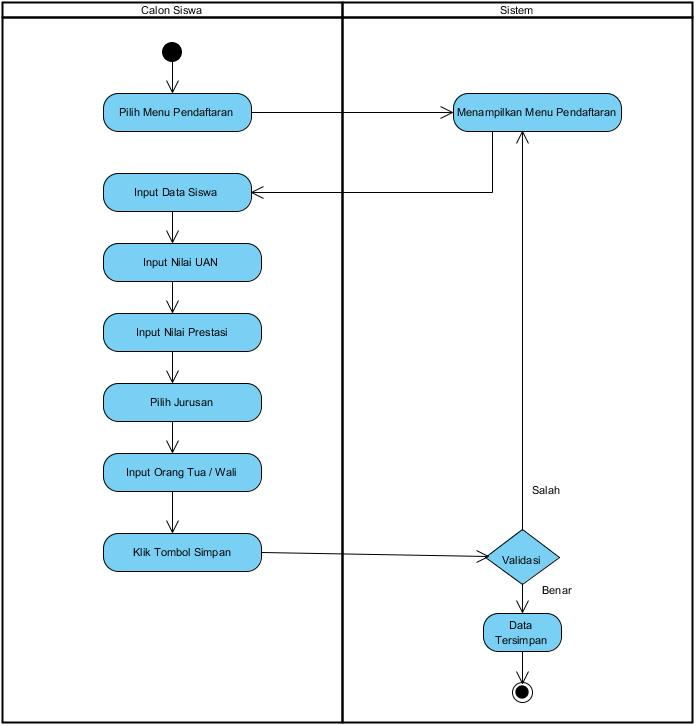 Calon Siswa
Sistem
Pilih Menu Pendaftaran
Menampilkan Menu Pendaftaran
Input Data Siswa
Input Nilai UAN
Input Nilai Prestasi
Pilih Jurusan
Input Orang Tua / Wali
Salah
Klik Tombol Simpan
Validasi
Benar
Data
Tersimpan